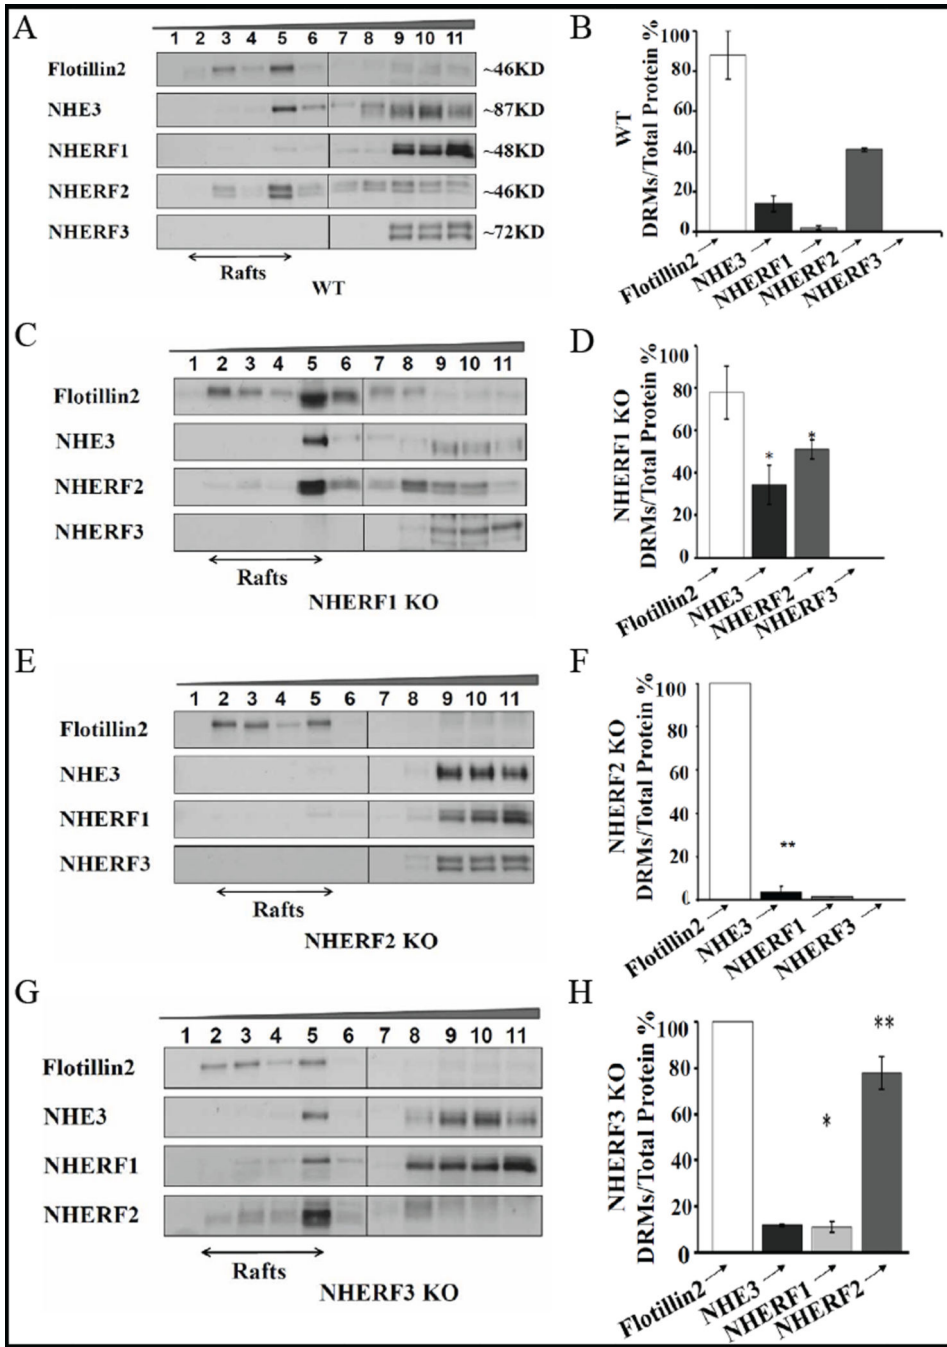 A
1 2 3 4 5 6 7 8 9 10 11
Flotillin2 ~46KD
NHE3 ~87KD
NHERF1 ~48KD
NHERF2 ~46KD
NHERF3 ~72KD
Rafts
WT
B
WT
DRMs/Total Protein %
100
80
60
40
20
0
Flotillin2
NHE3
NHERF1
NHERF2
NHERF3
C
1 2 3 4 5 6 7 8 9 10 11
Flotillin2
NHE3
NHERF2
NHERF3
Rafts
NHERF1 KO
D
NHERF1 KO
DRMs/Total Protein %
100
80
60
40
20
0
*
*
Flotillin2
NHE3
NHERF2
NHERF3
E
1 2 3 4 5 6 7 8 9 10 11
Flotillin2
NHE3
NHERF1
NHERF3
Rafts
NHERF2 KO
F
NHERF2 KO
DRMs/Total Protein %
100
80
60
40
20
0
**
Flotillin2
NHE3
NHERF1
NHERF3
G
1 2 3 4 5 6 7 8 9 10 11
Flotillin2
NHE3
NHERF1
NHERF2
Rafts
NHERF3 KO
H
NHERF3 KO
DRMs/Total Protein %
100
80
60
40
20
0
*
**
Flotillin2
NHE3
NHERF1
NHERF2